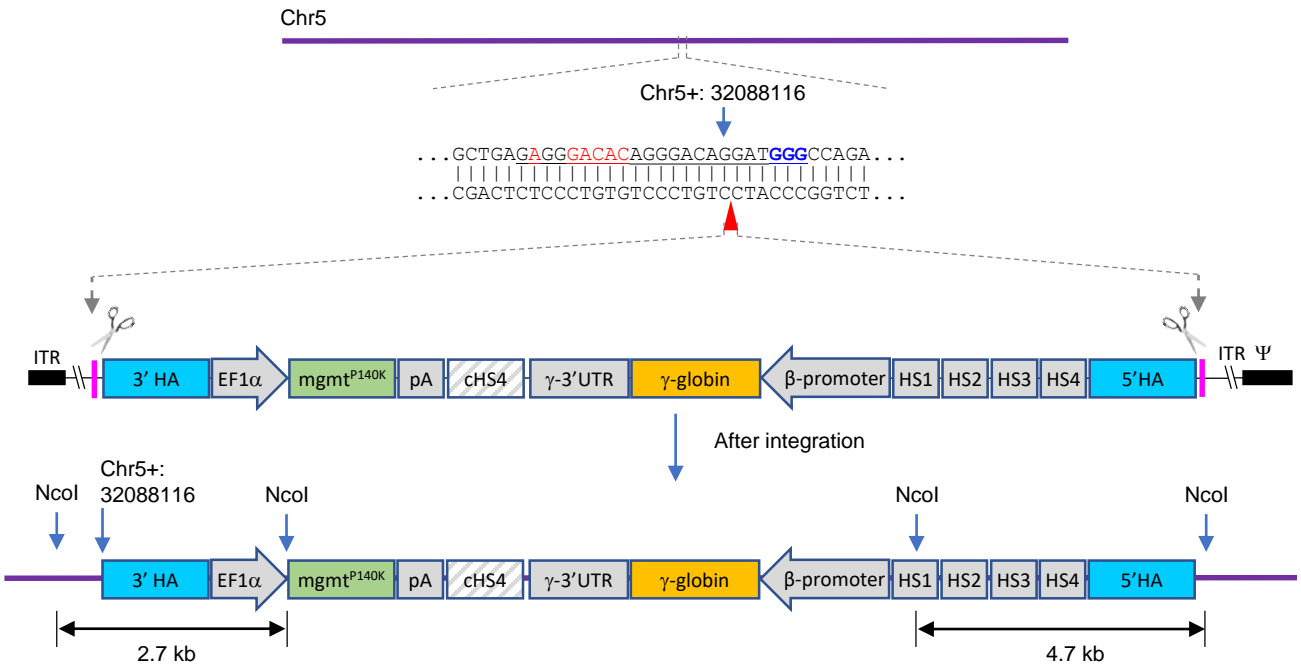 Chr5
Chr5+: 32088116
...GCTGAGAGGGACACAGGGACAGGATGGGCCAGA...
...CGACTCTCCCTGTGTCCCTGTCCTACCCGGTCT...
ITR 3’ HA EF1α mgmtP140K pA cHS4 γ-3’UTR γ-globin β-promoter HS1 HS2 HS3 HS4 5’HA ITR Ψ
After integration
NcoI Chr5+: 32088116 NcoI NcoI NcoI
3’ HA EF1α mgmtP140K pA cHS4 γ-3’UTR γ-globin β-promoter HS1 HS2 HS3 HS4 5’HA
2.7 kb 4.7 kb